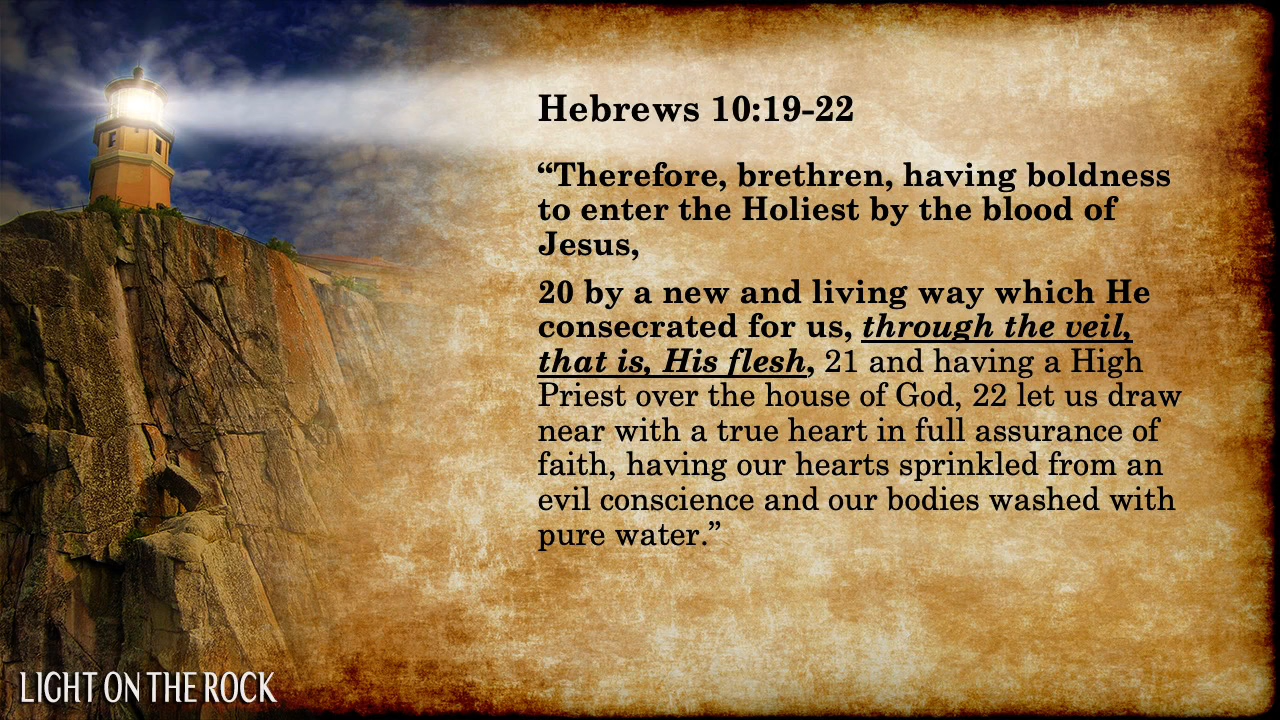 Hebrews 10:19-22
“Therefore, brethren, having boldness
to enter the Holiest by the blood of
Jesus,
20 by a new and living way which He
consecrated for us, through the veil,
that is, His flesh, 21 and having a High
Priest over the house of God, 22 let us draw
near with a true heart in full assurance of
faith, having our hearts sprinkled from an
evil conscience and our bodies washed with
pure water.”
LIGHT ON THE ROCK